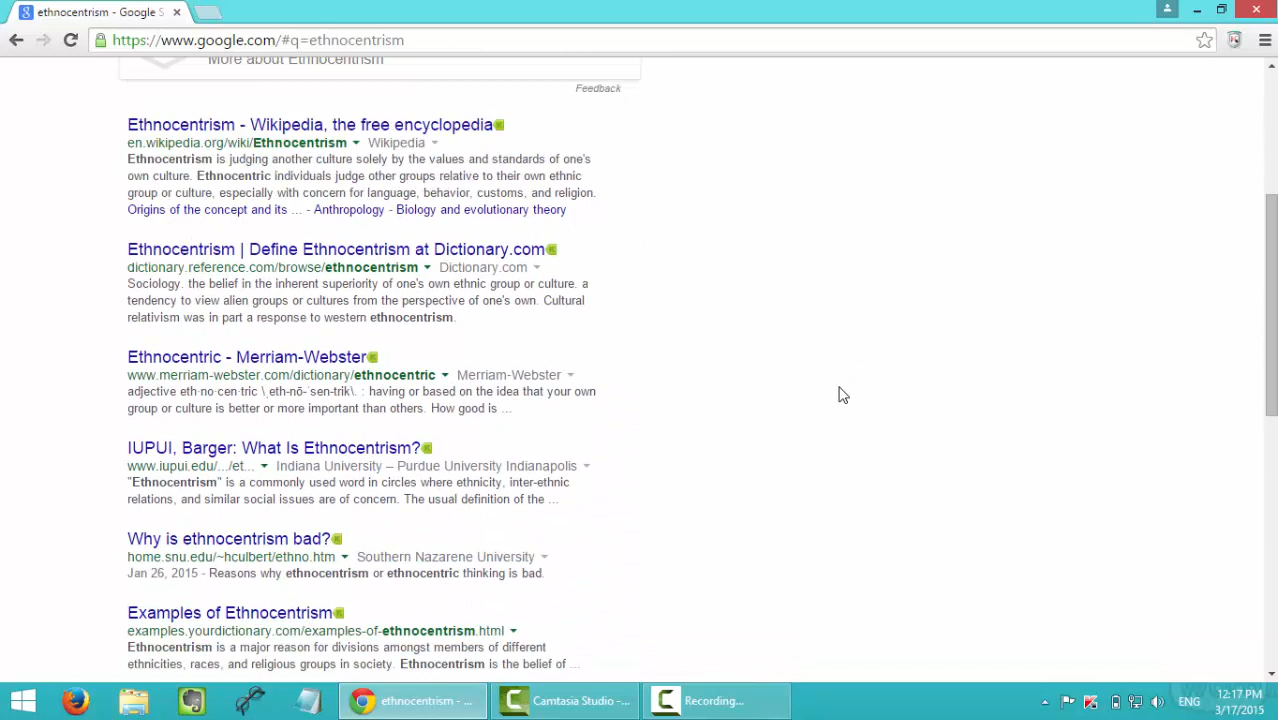 ethnocentrism - Google S
https://www.google.com/#q=ethnocentrism
More about Ethnocentrism
Feedback
Ethnocentrism - Wikipedia, the free encyclopedia
en.wikipedia.org/wiki/Ethnocentrism Wikipedia
Ethnocentrism is judging another culture solely by the values and standards of one's
own culture. Ethnocentric individuals judge other groups relative to their own ethnic
group or culture, especially with concern for language, behavior, customs, and religion.
Origins of the concept and its ... - Anthropology - Biology and evolutionary theory
Ethnocentrism | Define Ethnocentrism at Dictionary.com
dictionary.reference.com/browse/ethnocentrism Dictionary.com
Sociology. the belief in the inherent superiority of one's own ethnic group or culture. a
tendency to view alien groups or cultures from the perspective of one's own. Cultural
relativism was in part a response to western ethnocentrism.
Ethnocentric - Merriam-Webster
www.merriam-webster.com/dictionary/ethnocentric Merriam-Webster
adjective eth·no·cen·tric \ˌeth-nō-ˈsen-trik\. : having or based on the idea that your own
group or culture is better or more important than others. How good is ...
IUPUI, Barger: What Is Ethnocentrism?
www.iupui.edu/.../et... Indiana University – Purdue University Indianapolis
"Ethnocentrism" is a commonly used word in circles where ethnicity, inter-ethnic
relations, and similar social issues are of concern. The usual definition of the ...
Why is ethnocentrism bad?
home.snu.edu/~hculbert/ethno.htm Southern Nazarene University
Jan 26, 2015 - Reasons why ethnocentrism or ethnocentric thinking is bad.
Examples of Ethnocentrism
examples.yourdictionary.com/examples-of-ethnocentrism.html
Ethnocentrism is a major reason for divisions amongst members of different
ethnicities, races, and religious groups in society. Ethnocentrism is the belief of ...
ethnocentrism - ...
Camtasia Studio -...
Recording...
ENG
12:17 PM
3/17/2015